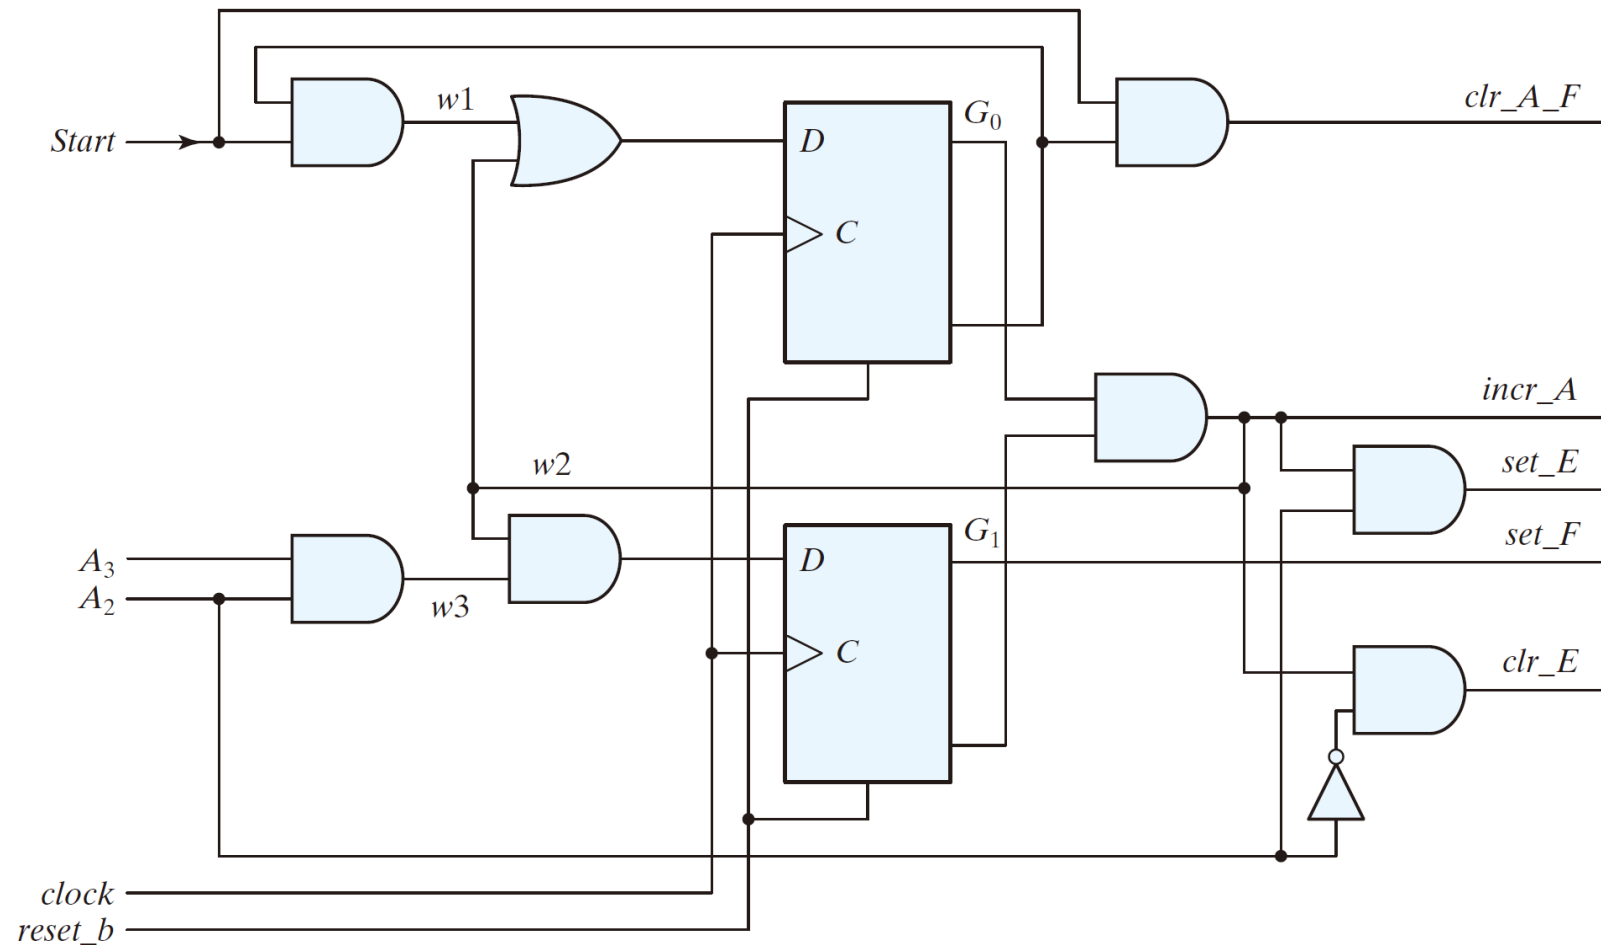 Start
w1
D
G₀
C
clr_A_F
incr_A
w2
set_E
G₁
set_F
A₃
D
A₂
w3
C
clr_E
clock
reset_b